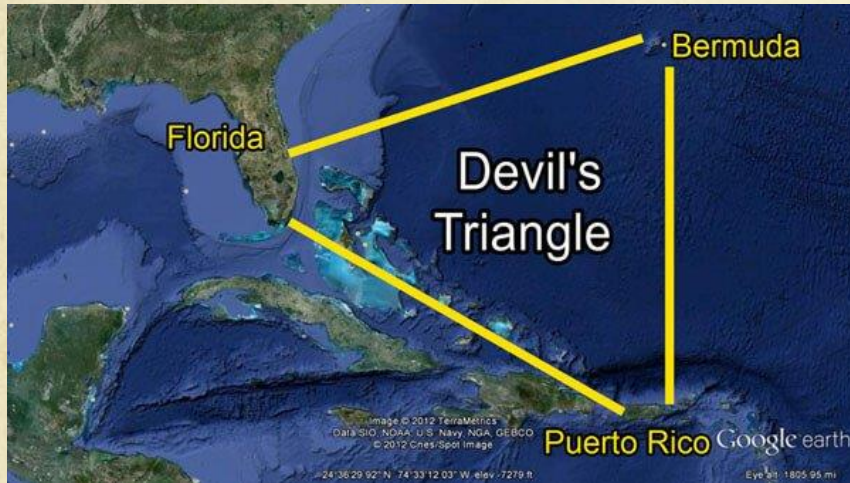 Bermuda
Florida
Devil's
Triangle
Image © 2012 TerraMetrics
Data SIO, NOAA, U.S. Navy, NGA, GEBCO
© 2012 Cnes/Spot Image
Puerto Rico
Google earth
24°36'29.92" N 74°33'12.03" W elev -7279 ft
Eye alt 1805.95 mi